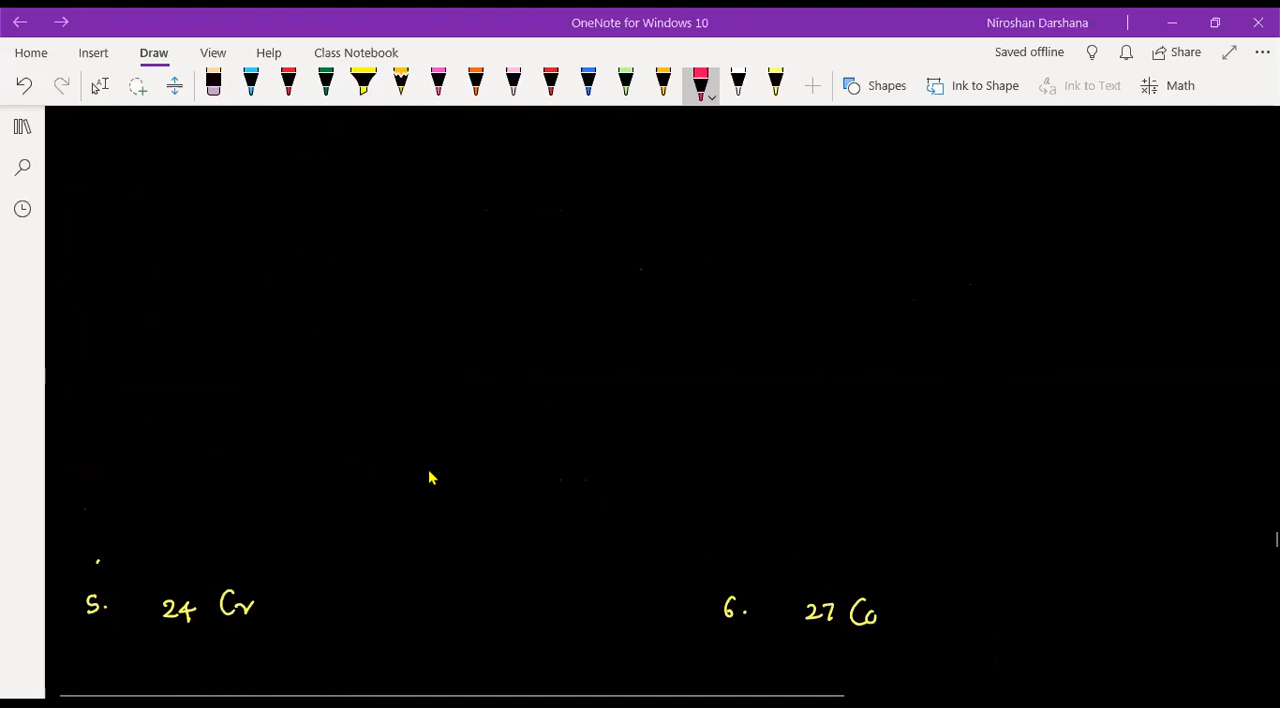 OneNote for Windows 10
Niroshan Darshana
Home Insert Draw View Help Class Notebook
Saved offline Share
Shapes Ink to Shape Ink to Text Math
5. 24 Cr
6. 27 Co